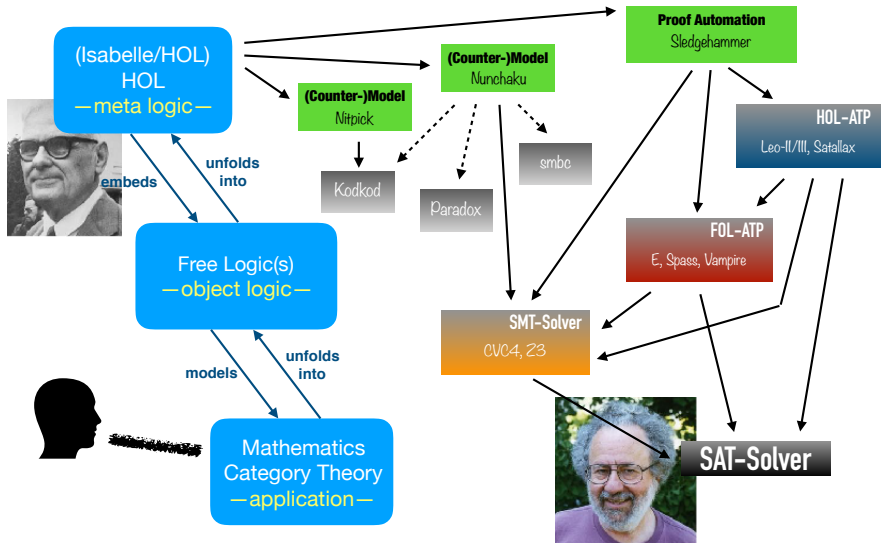 (Isabelle/HOL)
HOL
—meta logic—
Proof Automation
Sledgehammer
(Counter-)Model
Nunchaku
(Counter-)Model
Nitpick
HOL-ATP
Leo-II/III, Satallax
smbc
Kodkod
Paradox
embeds
unfolds
into
FOL-ATP
E, Spass, Vampire
Free Logic(s)
—object logic—
SMT-Solver
CVC4, Z3
models
unfolds
into
Mathematics
Category Theory
—application—
SAT-Solver